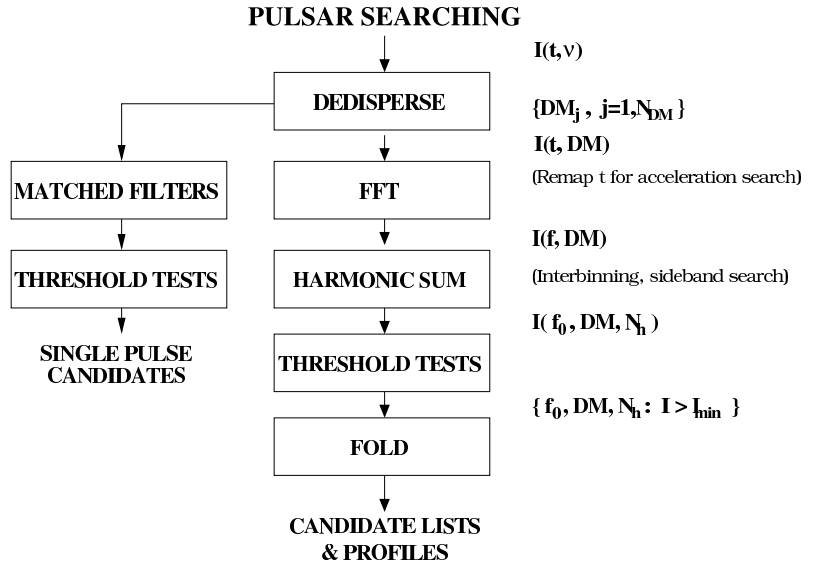 PULSAR SEARCHING
I(t,ν)
DEDISPERSE
{DMj, j=1,NDM}
I(t, DM)
MATCHED FILTERS
FFT
(Remap t for acceleration search)
I(f, DM)
THRESHOLD TESTS
HARMONIC SUM
(Interbinning, sideband search)
I( f0, DM, Nh )
SINGLE PULSE
CANDIDATES
THRESHOLD TESTS
{ f0, DM, Nh : I > Imin }
FOLD
CANDIDATE LISTS
& PROFILES